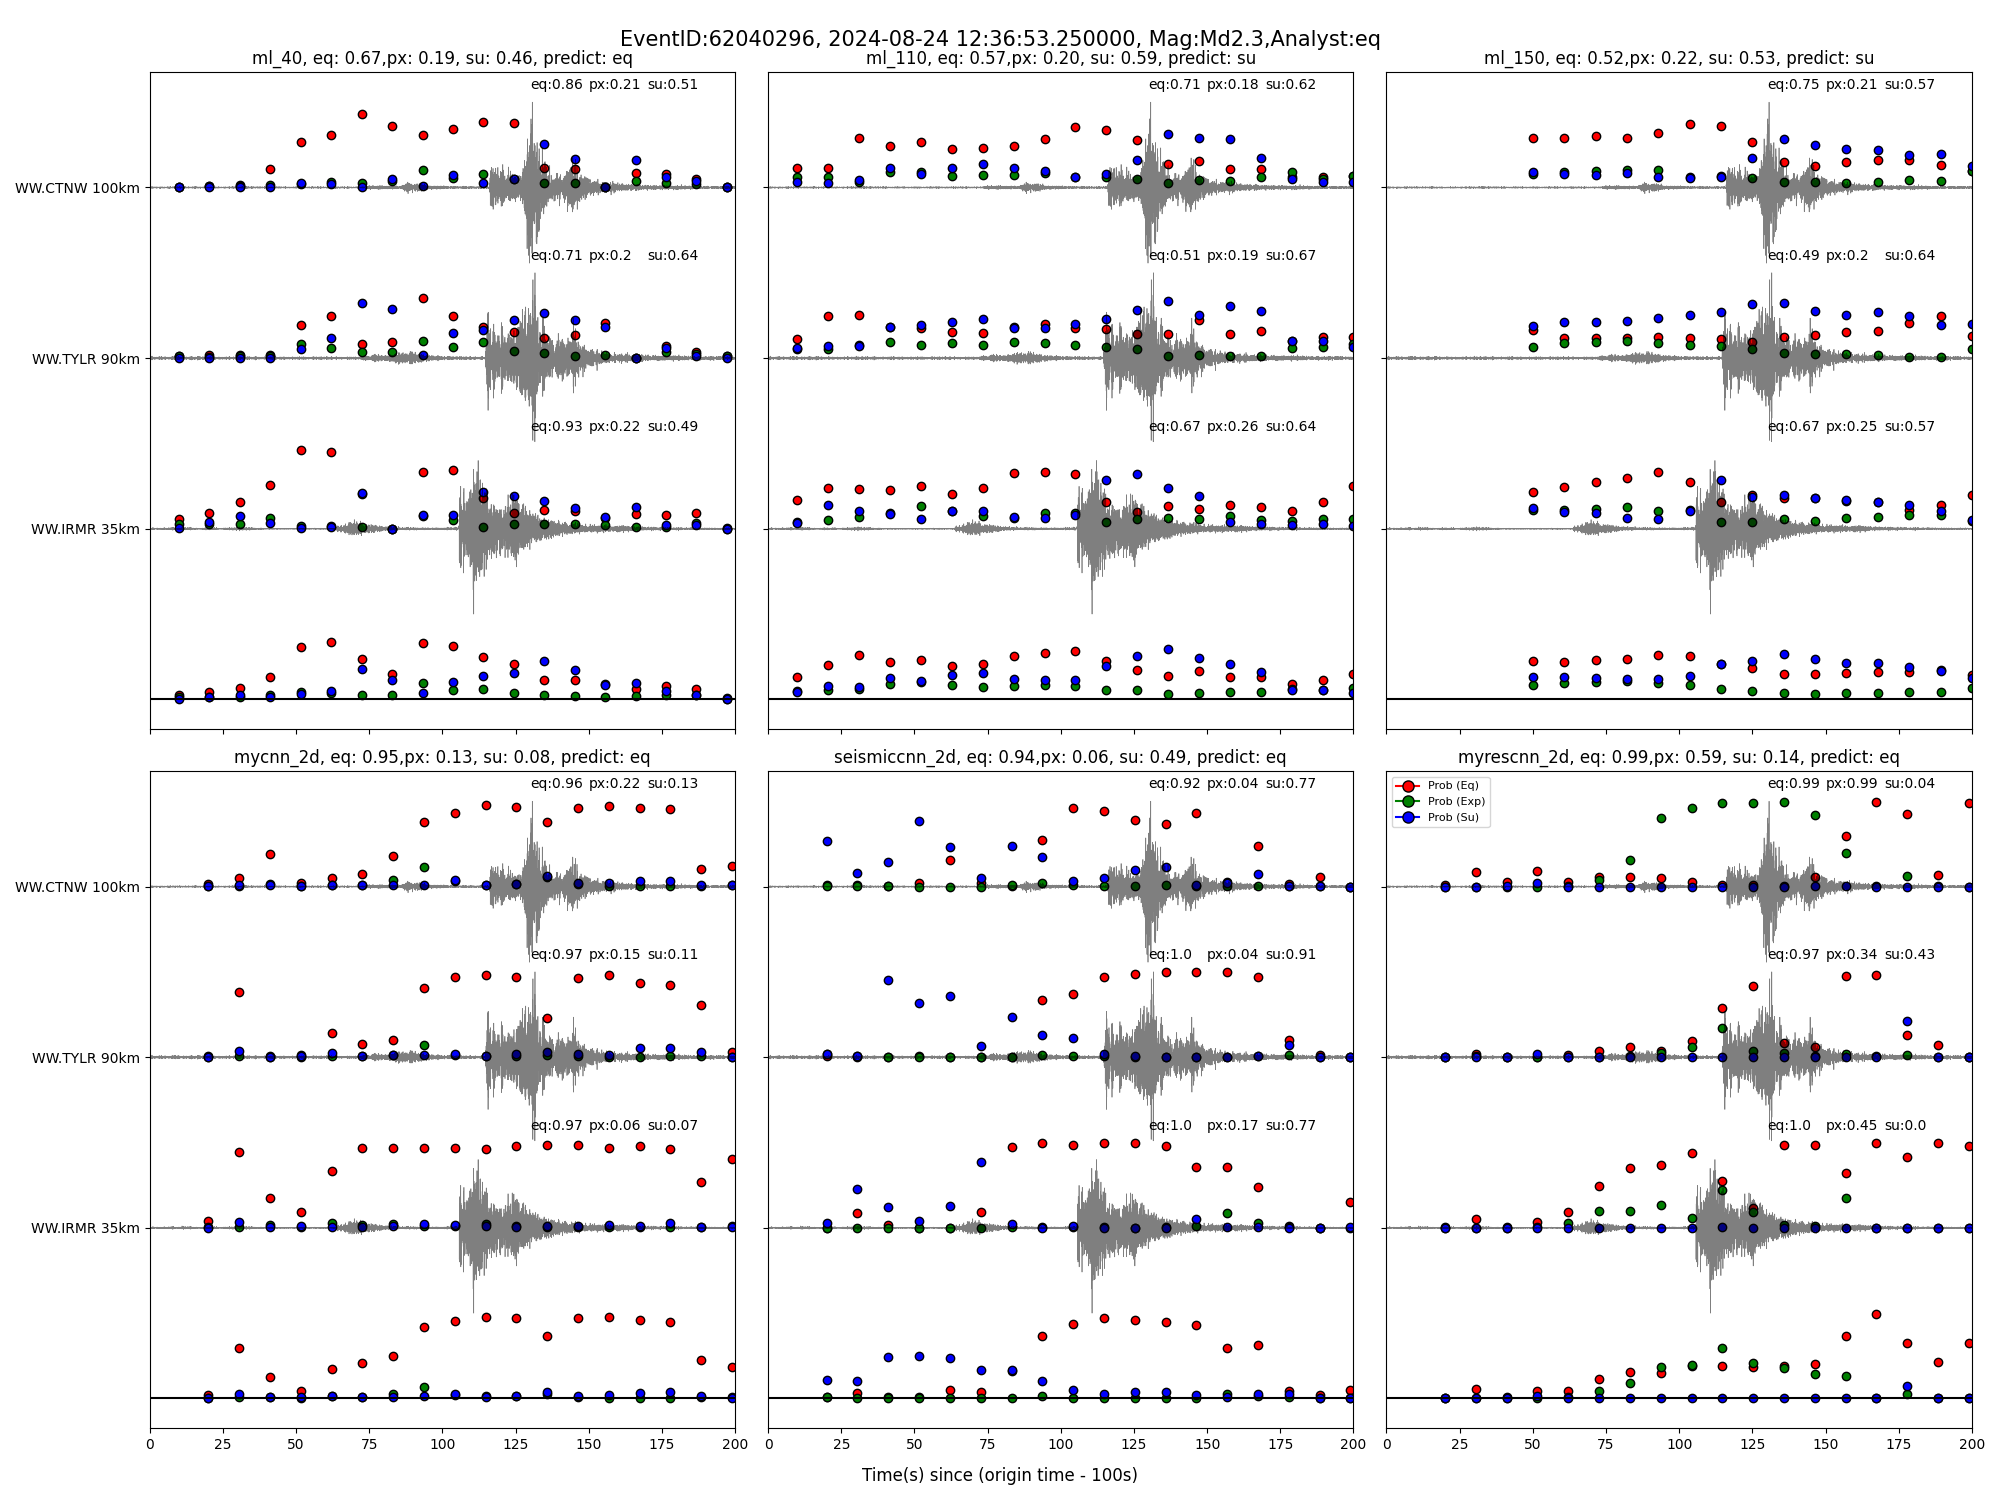 EventID:62040296, 2024-08-24 12:36:53.250000, Mag:Md2.3,Analyst:eq
ml_40, eq: 0.67,px: 0.19, su: 0.46, predict: eq
ml_110, eq: 0.57,px: 0.20, su: 0.59, predict: su
ml_150, eq: 0.52,px: 0.22, su: 0.53, predict: su
eq:0.86 px:0.21 su:0.51
eq:0.71 px:0.18 su:0.62
eq:0.75 px:0.21 su:0.57
WW.CTNW 100km
eq:0.71 px:0.2 su:0.64
eq:0.51 px:0.19 su:0.67
eq:0.49 px:0.2 su:0.64
WW.TYLR 90km
eq:0.93 px:0.22 su:0.49
eq:0.67 px:0.26 su:0.64
eq:0.67 px:0.25 su:0.57
WW.IRMR 35km
mycnn_2d, eq: 0.95,px: 0.13, su: 0.08, predict: eq
seismiccnn_2d, eq: 0.94,px: 0.06, su: 0.49, predict: eq
myrescnn_2d, eq: 0.99,px: 0.59, su: 0.14, predict: eq
eq:0.96 px:0.22 su:0.13
eq:0.92 px:0.04 su:0.77
eq:0.99 px:0.99 su:0.04
Prob (Eq)
Prob (Exp)
Prob (Su)
WW.CTNW 100km
eq:0.97 px:0.15 su:0.11
eq:1.0 px:0.04 su:0.91
eq:0.97 px:0.34 su:0.43
WW.TYLR 90km
eq:0.97 px:0.06 su:0.07
eq:1.0 px:0.17 su:0.77
eq:1.0 px:0.45 su:0.0
WW.IRMR 35km
0 25 50 75 100 125 150 175 200
0 25 50 75 100 125 150 175 200
0 25 50 75 100 125 150 175 200
Time(s) since (origin time - 100s)